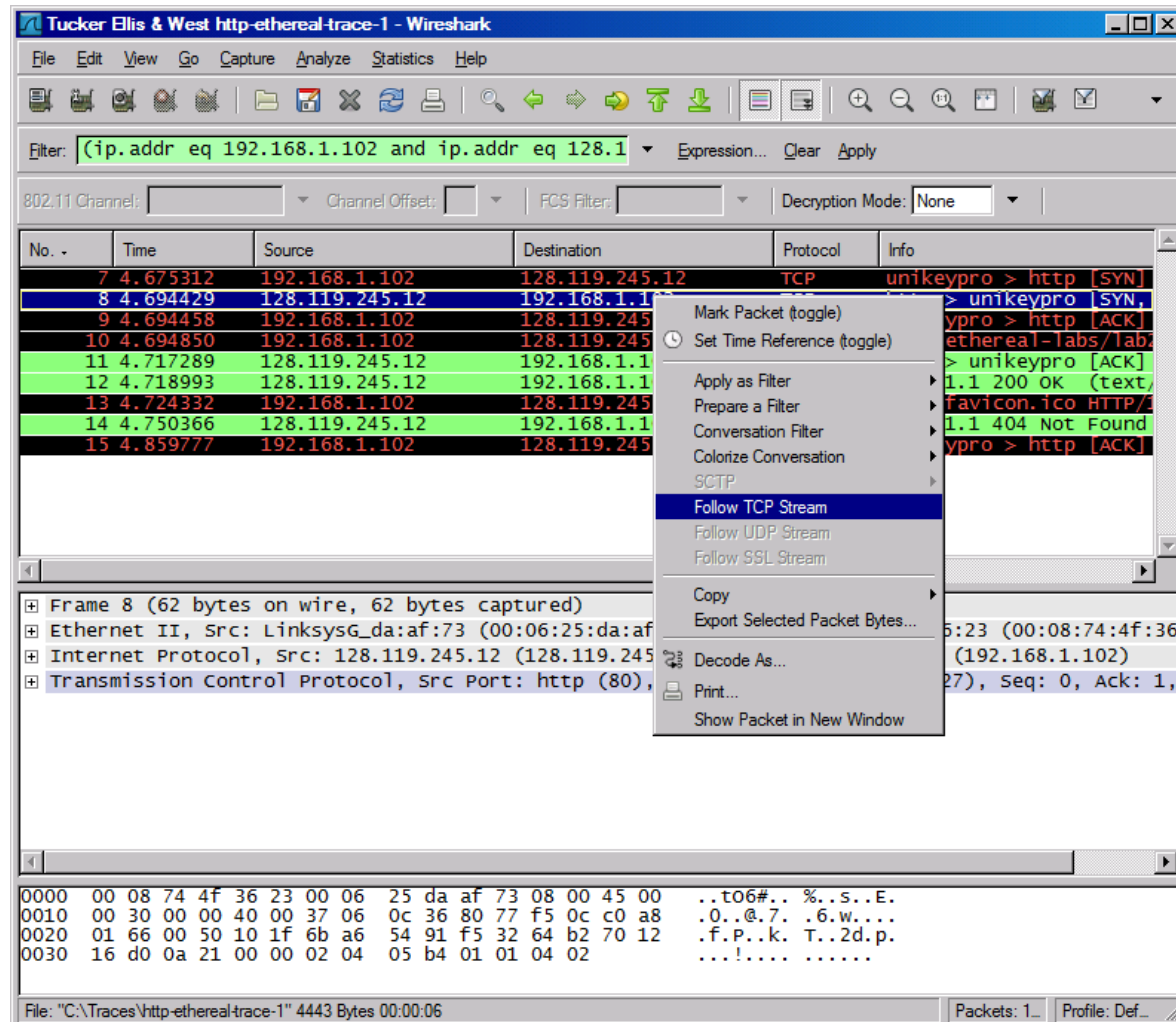 Tucker Ellis & West http-ethereal-trace-1 - Wireshark
File Edit View Go Capture Analyze Statistics Help
Filter: (ip.addr eq 192.168.1.102 and ip.addr eq 128.1 Expression... Clear Apply
802.11 Channel: Channel Offset: FCS Filter: Decryption Mode: None
No. - Time Source Destination Protocol Info
7 4.675312 192.168.1.102 128.119.245.12 TCP unikeypro > http [SYN]
8 4.694429 128.119.245.12 192.168.1.102 > unikeypro [SYN,
9 4.694458 192.168.1.102 128.119.245 ypro > http [ACK]
10 4.694850 192.168.1.102 128.119.245 ethereal-labs/lab2
11 4.717289 128.119.245.12 192.168.1.1 > unikeypro [ACK]
12 4.718993 128.119.245.12 192.168.1.1 1.1 200 OK (text/
13 4.724332 192.168.1.102 128.119.245 favicon.ico HTTP/1
14 4.750366 128.119.245.12 192.168.1.1 1.1 404 Not Found
15 4.859777 192.168.1.102 128.119.245 ypro > http [ACK]
Mark Packet (toggle)
Set Time Reference (toggle)
Apply as Filter
Prepare a Filter
Conversation Filter
Colorize Conversation
SCTP
Follow TCP Stream
Follow UDP Stream
Follow SSL Stream
Copy
Export Selected Packet Bytes...
Decode As...
Print...
Show Packet in New Window
Frame 8 (62 bytes on wire, 62 bytes captured)
Ethernet II, Src: LinksysG_da:af:73 (00:06:25:da:af 6:23 (00:08:74:4f:36
Internet Protocol, Src: 128.119.245.12 (128.119.245 (192.168.1.102)
Transmission Control Protocol, Src Port: http (80), 27), Seq: 0, Ack: 1,
0000 00 08 74 4f 36 23 00 06 25 da af 73 08 00 45 00 ..tO6#.. %..s..E.
0010 00 30 00 00 40 00 37 06 0c 36 80 77 f5 0c c0 a8 .0..@.7. .6.w....
0020 01 66 00 50 10 1f 6b a6 54 91 f5 32 64 b2 70 12 .f.P..k. T..2d.p.
0030 16 d0 0a 21 00 00 02 04 05 b4 01 01 04 02 ...!.... ......
File: "C:\Traces\http-ethereal-trace-1" 4443 Bytes 00:00:06 Packets: 1... Profile: Def...